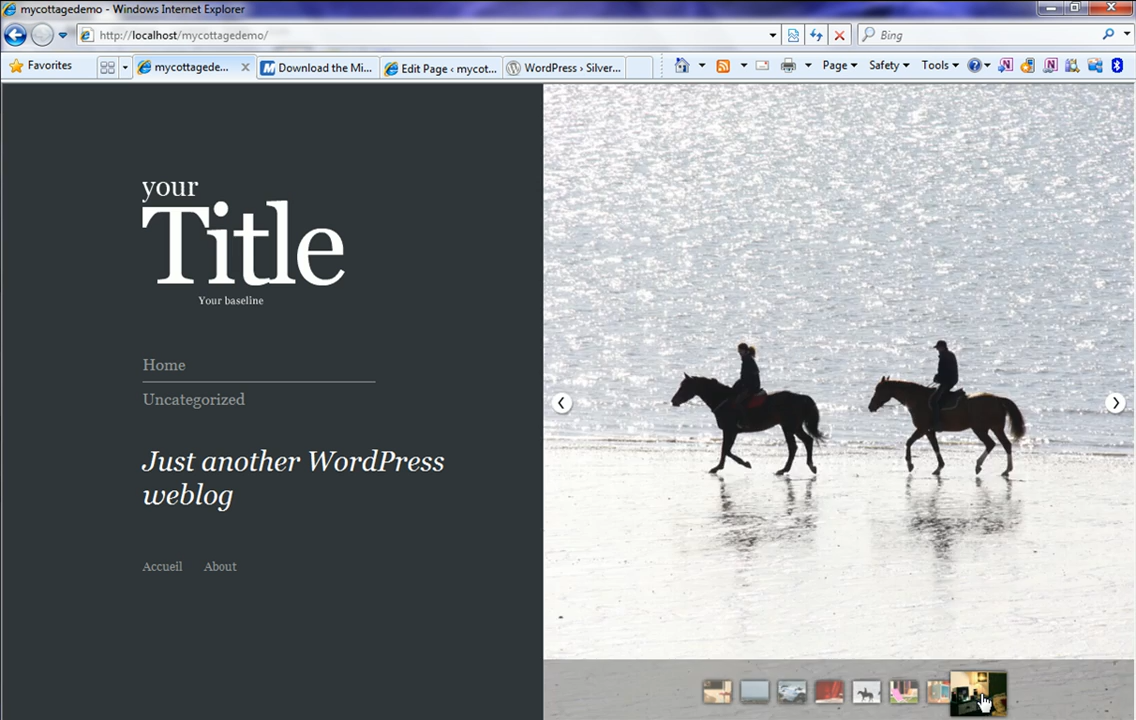 mycottagedemo - Windows Internet Explorer
http://localhost/mycottagedemo/
Bing
Favorites
mycottagede...
Download the Mi...
Edit Page ‹ mycot...
WordPress › Silver...
Page
Safety
Tools
your
Title
Your baseline
Home
Uncategorized
Just another WordPress
weblog
Accueil About